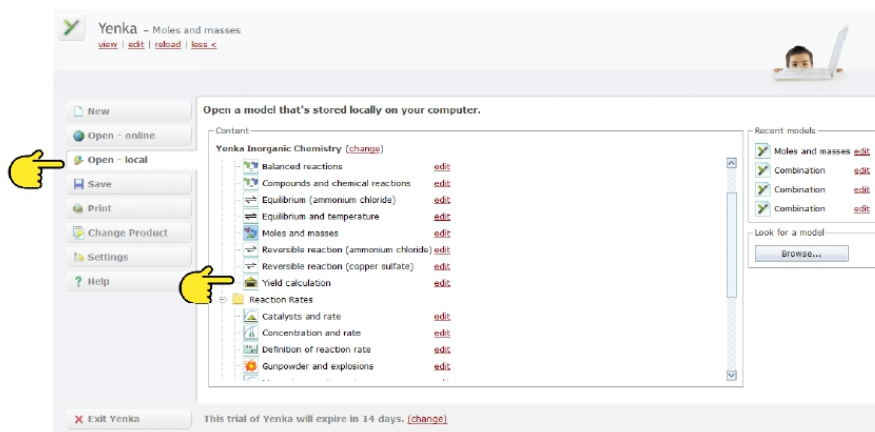 Yenka – Moles and masses
view | edit | reload | less <
New
Open - online
Open - local
Save
Print
Change Product
Settings
Help
Exit Yenka
Open a model that's stored locally on your computer.
Content
Yenka Inorganic Chemistry (change)
Balanced reactions edit
Compounds and chemical reactions edit
Equilibrium (ammonium chloride) edit
Equilibrium and temperature edit
Moles and masses edit
Reversible reaction (ammonium chloride) edit
Reversible reaction (copper sulfate) edit
Yield calculation edit
Reaction Rates
Catalysts and rate edit
Concentration and rate edit
Definition of reaction rate edit
Gunpowder and explosions edit
Recent models
Moles and masses edit
Combination edit
Combination edit
Combination edit
Look for a model
Browse...
This trial of Yenka will expire in 14 days. (change)